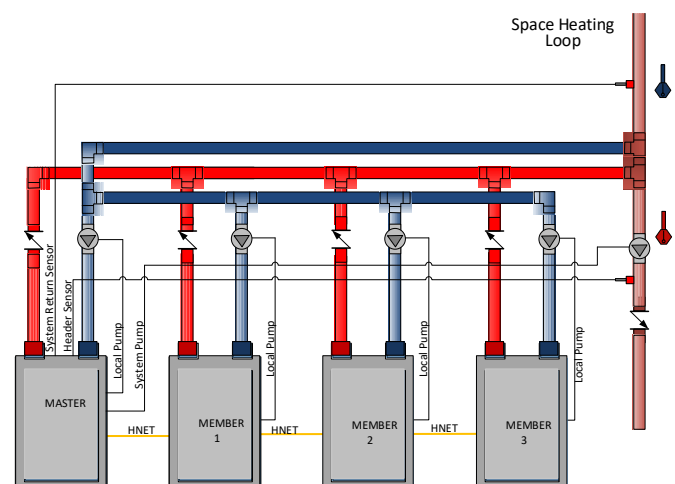 Space Heating
Loop
System Return Sensor
Header Sensor
Local Pump
System Pump
Local Pump
Local Pump
Local Pump
MASTER
HNET
MEMBER
1
HNET
MEMBER
2
HNET
MEMBER
3